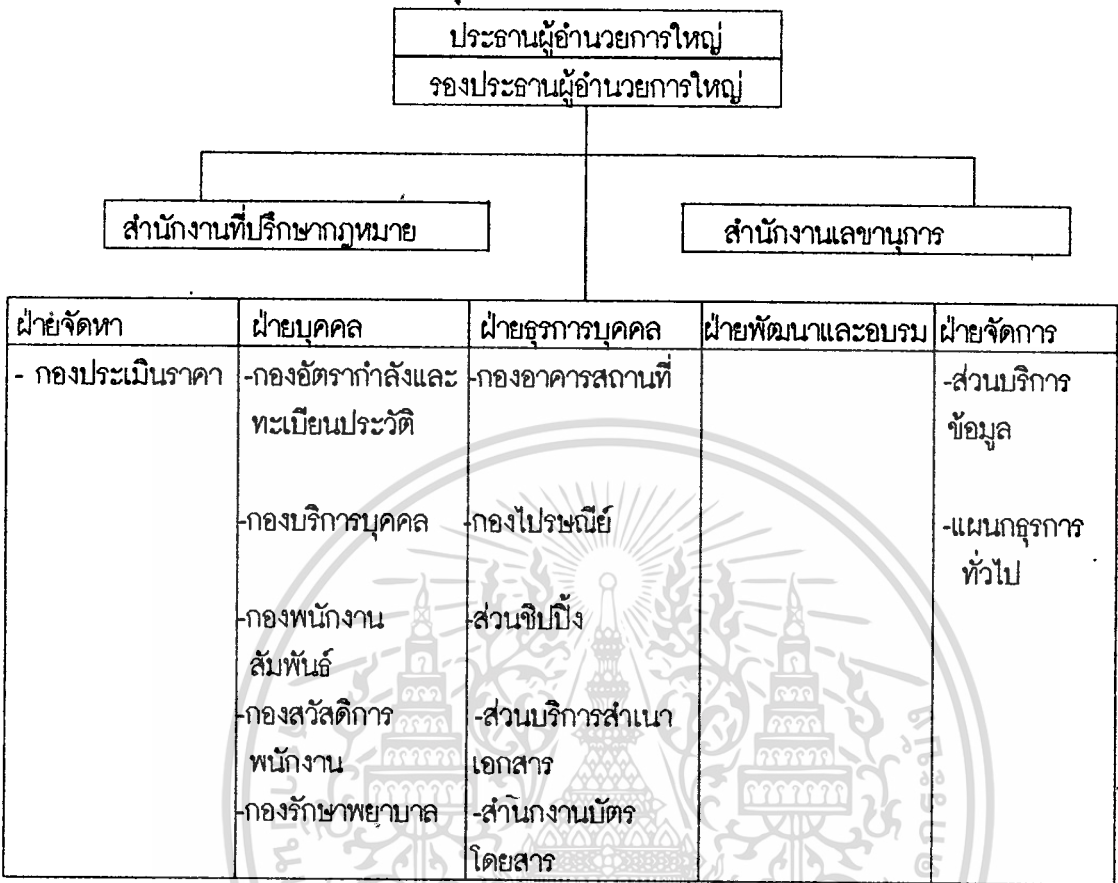 ประธานผู้อำนวยการใหญ่
รองประธานผู้อำนวยการใหญ่
สำนักงานที่ปรึกษากฎหมาย
สำนักงานเลขานุการ
ฝ่ายจัดหา
- กองประเมินราคา
ฝ่ายบุคคล
-กองอัตรากำลังและ
ทะเบียนประวัติ
-กองบริการบุคคล
-กองพนักงาน
สัมพันธ์
-กองสวัสดิการ
พนักงาน
-กองรักษาพยาบาล
ฝ่ายธุรการบุคคล
-กองอาคารสถานที่
-กองไปรษณีย์
-ส่วนชิปปิ้ง
-ส่วนบริการสำเนา
เอกสาร
-สำนักงานบัตร
โดยสาร
ฝ่ายพัฒนาและอบรม
ฝ่ายจัดการ
-ส่วนบริการ
ข้อมูล
-แผนกธุรการ
ทั่วไป